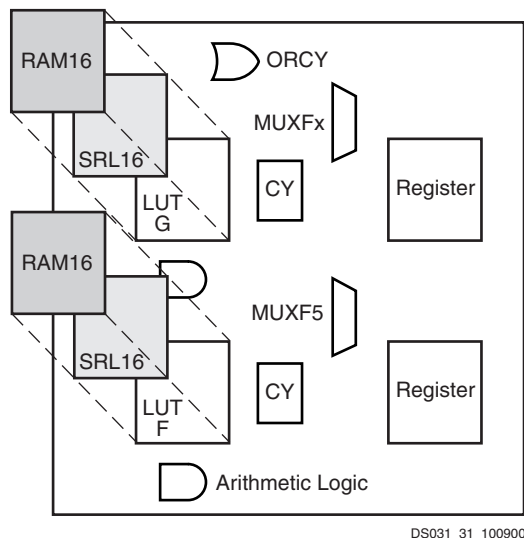 RAM16
ORCY
MUXFx
SRL16
CY
Register
LUT
G
RAM16
MUXF5
SRL16
CY
Register
LUT
F
Arithmetic Logic
DS031_31_100900